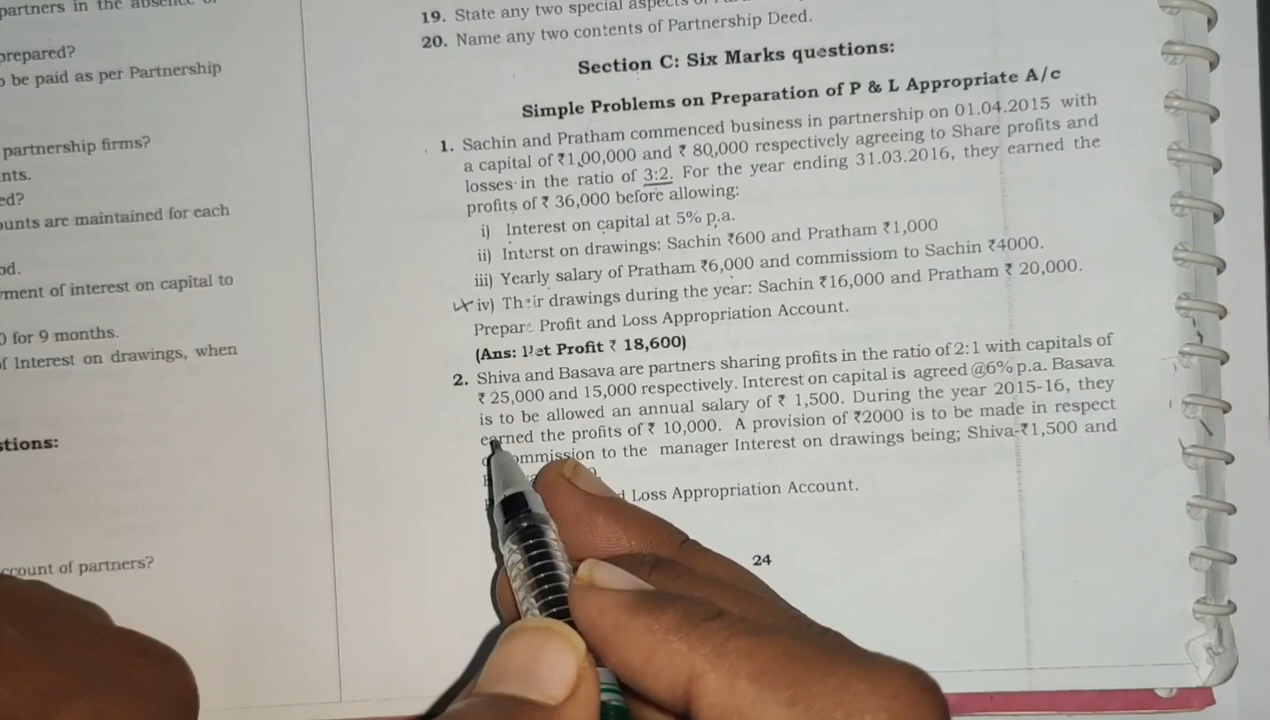 partners in the absence of
prepared?
o be paid as per Partnership
partnership firms?
nts.
ed?
ounts are maintained for each
od.
ment of interest on capital to
0 for 9 months.
of Interest on drawings, when
stions:
ccount of partners?
19. State any two special aspects of
20. Name any two contents of Partnership Deed.
Section C: Six Marks questions:
Simple Problems on Preparation of P & L Appropriate A/c
1. Sachin and Pratham commenced business in partnership on 01.04.2015 with
a capital of ₹1,00,000 and ₹ 80,000 respectively agreeing to Share profits and
losses in the ratio of 3:2. For the year ending 31.03.2016, they earned the
profits of ₹ 36,000 before allowing:
i) Interest on capital at 5% p.a.
ii) Interst on drawings: Sachin ₹600 and Pratham ₹1,000
iii) Yearly salary of Pratham ₹6,000 and commissiom to Sachin ₹4000.
iv) Their drawings during the year: Sachin ₹16,000 and Pratham ₹ 20,000.
Prepare Profit and Loss Appropriation Account.
(Ans: Net Profit ₹ 18,600)
2. Shiva and Basava are partners sharing profits in the ratio of 2:1 with capitals of
₹ 25,000 and 15,000 respectively. Interest on capital is agreed @6% p.a. Basava
is to be allowed an annual salary of ₹ 1,500. During the year 2015-16, they
earned the profits of ₹ 10,000. A provision of ₹2000 is to be made in respect
commission to the manager Interest on drawings being; Shiva-₹1,500 and
Loss Appropriation Account.
24